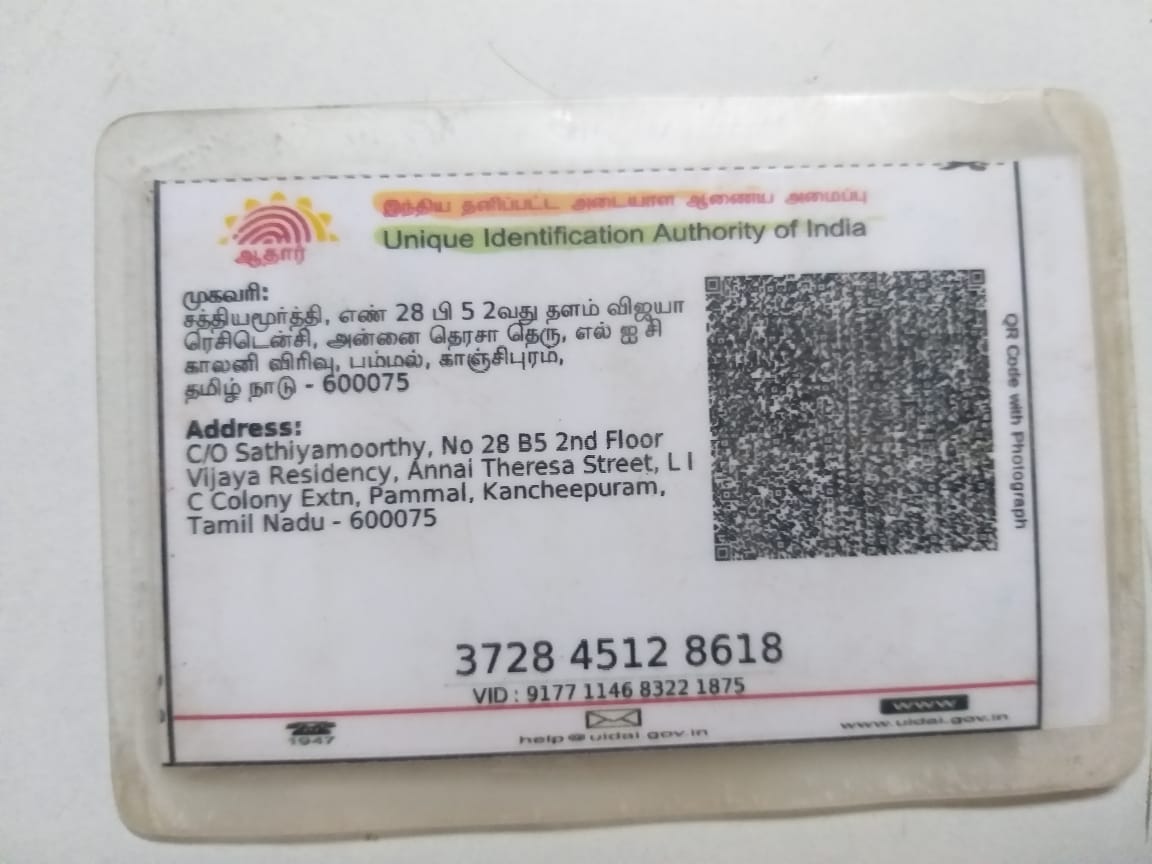 இந்திய தனிப்பட்ட அடையாள ஆணைய அமைப்பு
Unique Identification Authority of India
ஆதார்
முகவரி:
சத்தியமூர்த்தி, எண் 28 பி 5 2வது தளம் விஜயா
ரெசிடென்சி, அன்னை தெரசா தெரு, எல் ஐ சி
காலனி விரிவு, பம்மல், காஞ்சிபுரம்,
தமிழ் நாடு - 600075
Address:
C/O Sathiyamoorthy, No 28 B5 2nd Floor
Vijaya Residency, Annai Theresa Street, L I
C Colony Extn, Pammal, Kancheepuram,
Tamil Nadu - 600075
QR Code with Photograph
3728 4512 8618
VID : 9177 1146 8322 1875
1947
help@uidai.gov.in
www
www.uidai.gov.in